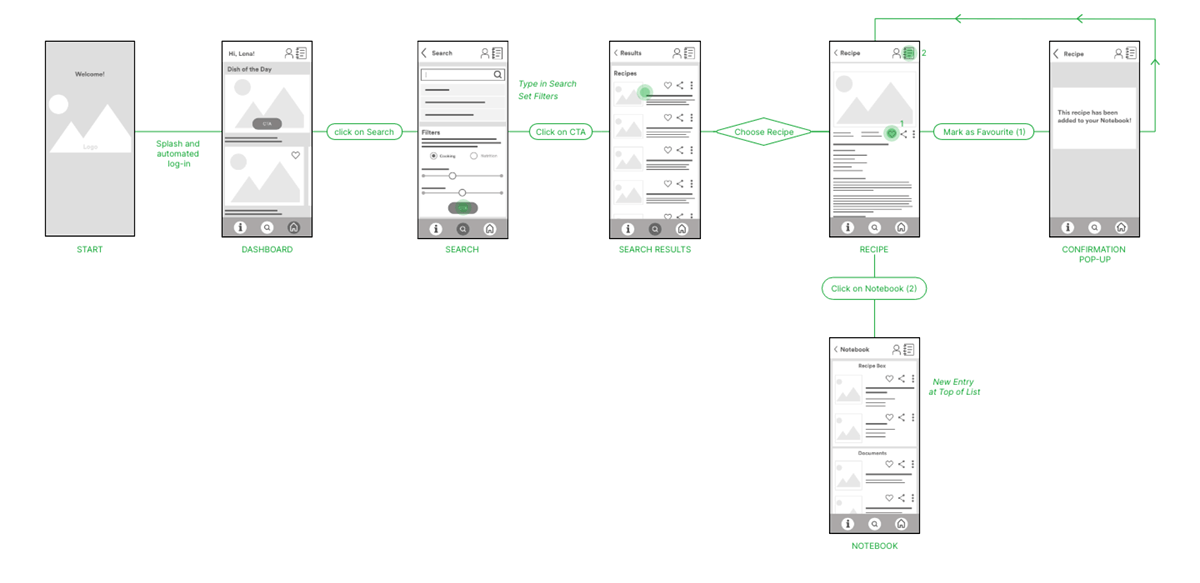 Welcome!
Logo
START
Splash and
automated
log-in
Hi, Lona!
Dish of the Day
CTA
DASHBOARD
click on Search
Search
Filters
Cooking
Nutrition
CTA
SEARCH
Type in Search
Set Filters
Click on CTA
Results
Recipes
SEARCH RESULTS
Choose Recipe
Recipe
2
1
RECIPE
Mark as Favourite (1)
Recipe
This recipe has been
added to your Notebook!
CONFIRMATION
POP-UP
Click on Notebook (2)
Notebook
Recipe Box
Documents
NOTEBOOK
New Entry
at Top of List